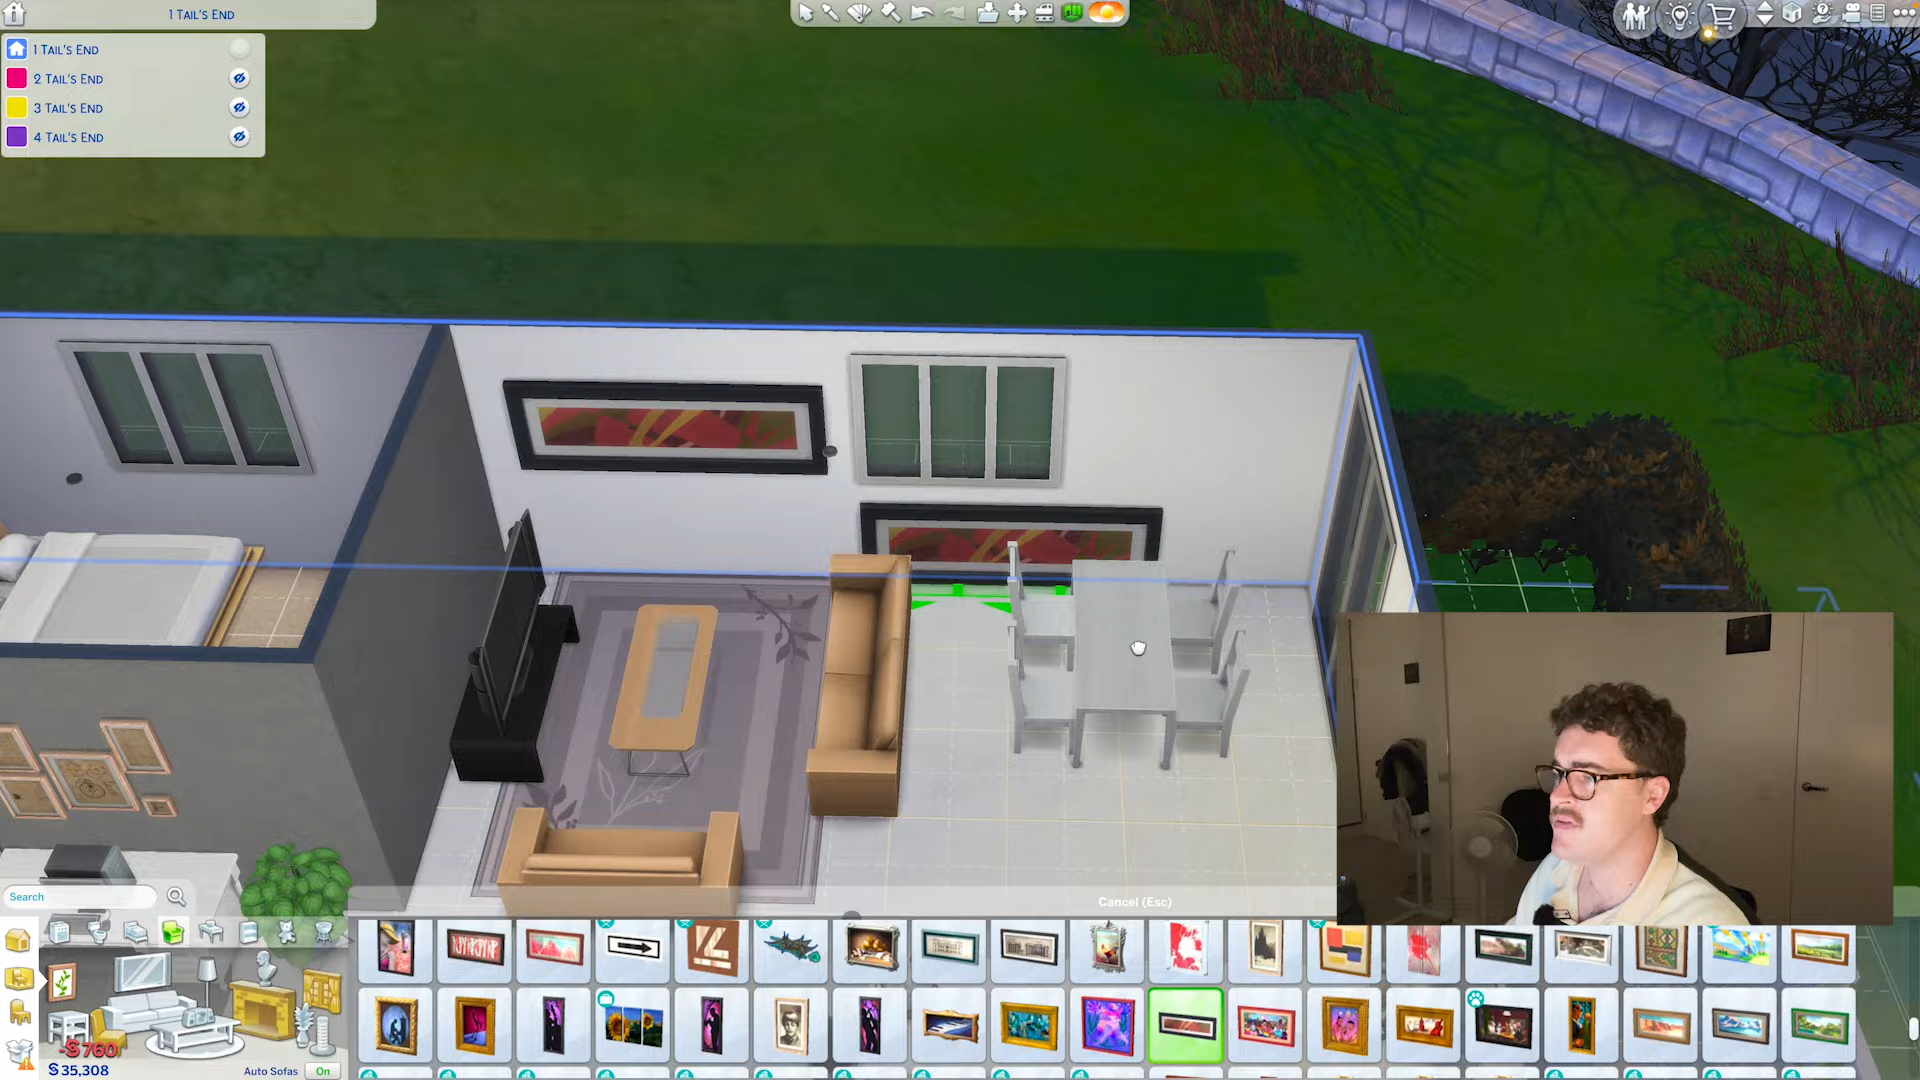 1 Tail's End
1 Tail's End
2 Tail's End
3 Tail's End
4 Tail's End
Cancel (Esc)
Search
-§760
§35,308
Auto Sofas
On